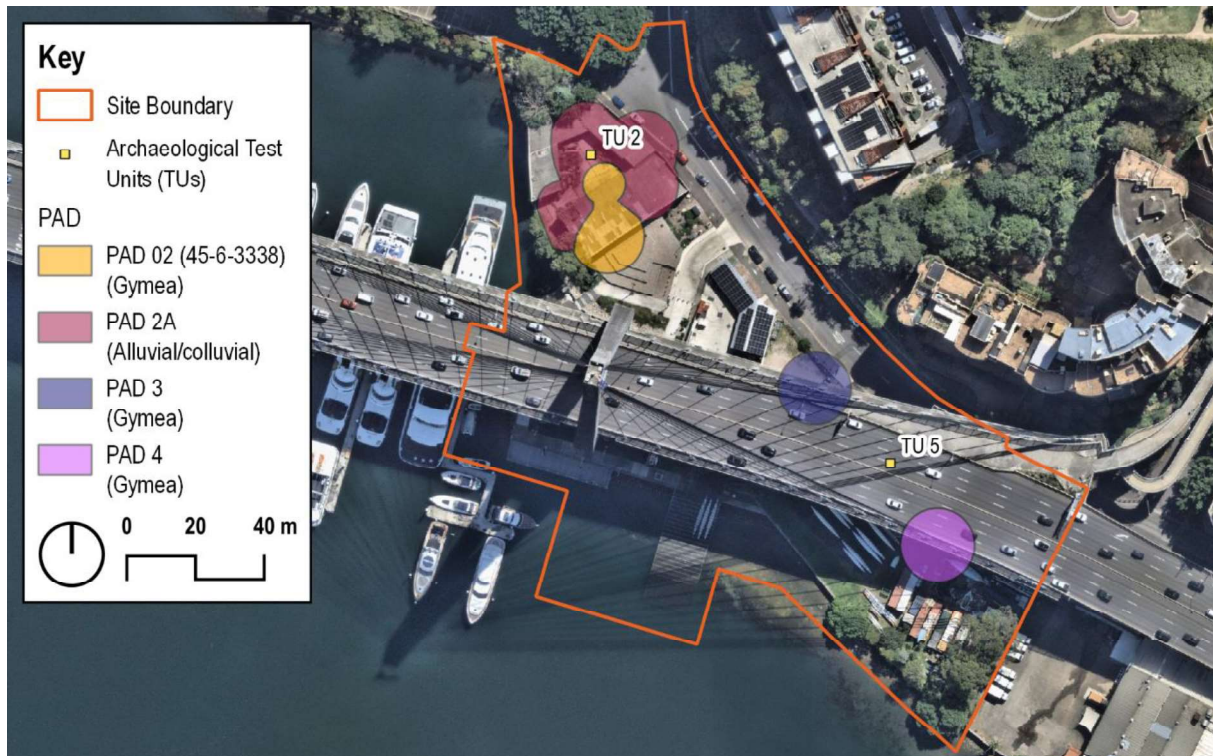 Key
Site Boundary
Archaeological Test
Units (TUs)
PAD
PAD 02 (45-6-3338)
(Gymea)
PAD 2A
(Alluvial/colluvial)
PAD 3
(Gymea)
PAD 4
(Gymea)
0 20 40 m
TU 2
TU 5